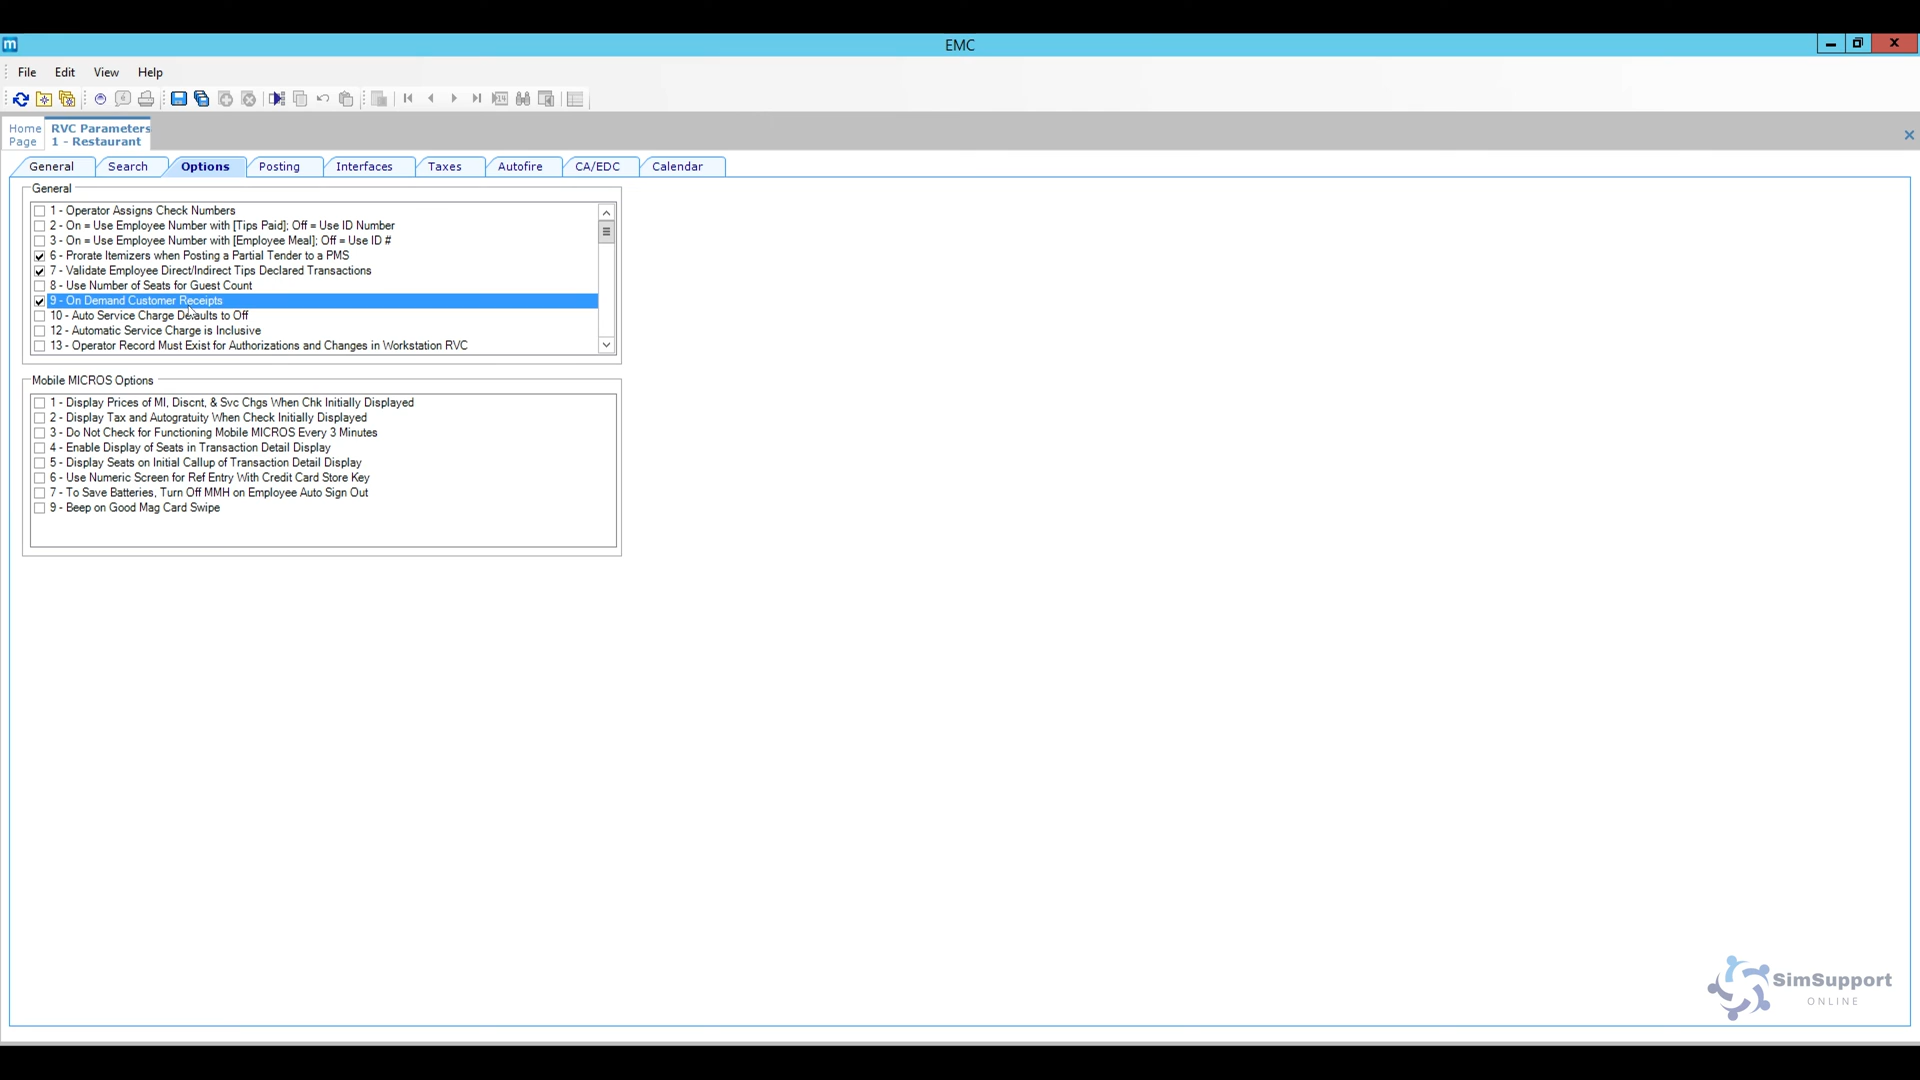 m
EMC
File Edit View Help
Home Page
RVC Parameters
1 - Restaurant
General Search Options Posting Interfaces Taxes Autofire CA/EDC Calendar
General
1 - Operator Assigns Check Numbers
2 - On = Use Employee Number with [Tips Paid]; Off = Use ID Number
3 - On = Use Employee Number with [Employee Meal]; Off = Use ID #
6 - Prorate Itemizers when Posting a Partial Tender to a PMS
7 - Validate Employee Direct/Indirect Tips Declared Transactions
8 - Use Number of Seats for Guest Count
9 - On Demand Customer Receipts
10 - Auto Service Charge Defaults to Off
12 - Automatic Service Charge is Inclusive
13 - Operator Record Must Exist for Authorizations and Changes in Workstation RVC
Mobile MICROS Options
1 - Display Prices of MI, Discnt, & Svc Chgs When Chk Initially Displayed
2 - Display Tax and Autogratuity When Check Initially Displayed
3 - Do Not Check for Functioning Mobile MICROS Every 3 Minutes
4 - Enable Display of Seats in Transaction Detail Display
5 - Display Seats on Initial Callup of Transaction Detail Display
6 - Use Numeric Screen for Ref Entry With Credit Card Store Key
7 - To Save Batteries, Turn Off MMH on Employee Auto Sign Out
9 - Beep on Good Mag Card Swipe
SimSupport
ONLINE